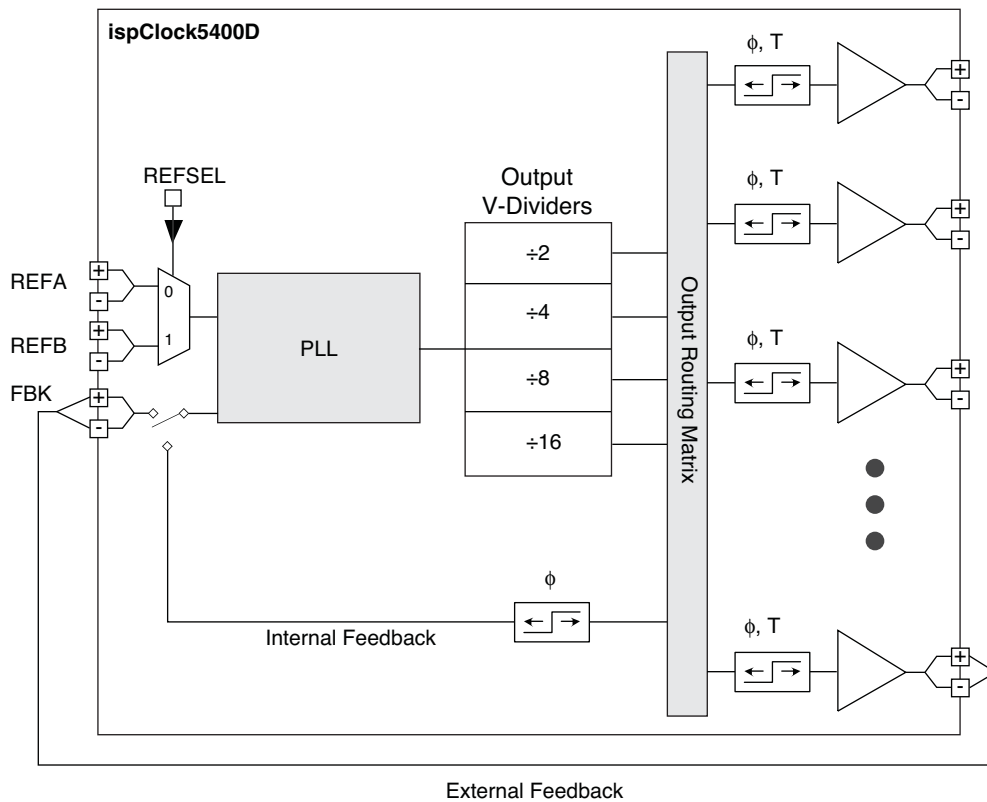 ispClock5400D
REFSEL
REFA
REFB
FBK
+
-
+
-
+
-
0
1
PLL
Output
V-Dividers
÷2
÷4
÷8
÷16
Output Routing Matrix
ϕ, T
+
-
ϕ, T
+
-
ϕ, T
+
-
ϕ
Internal Feedback
ϕ, T
+
-
External Feedback